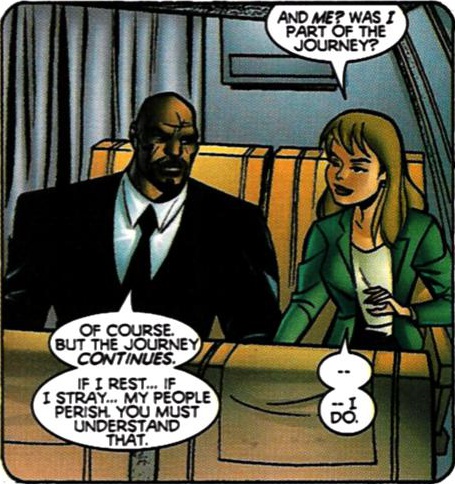 AND ME? WAS I
PART OF THE
JOURNEY?
OF COURSE.
BUT THE JOURNEY
CONTINUES.
IF I REST... IF
I STRAY... MY PEOPLE
PERISH. YOU MUST
UNDERSTAND
THAT.
--
-- I
DO.